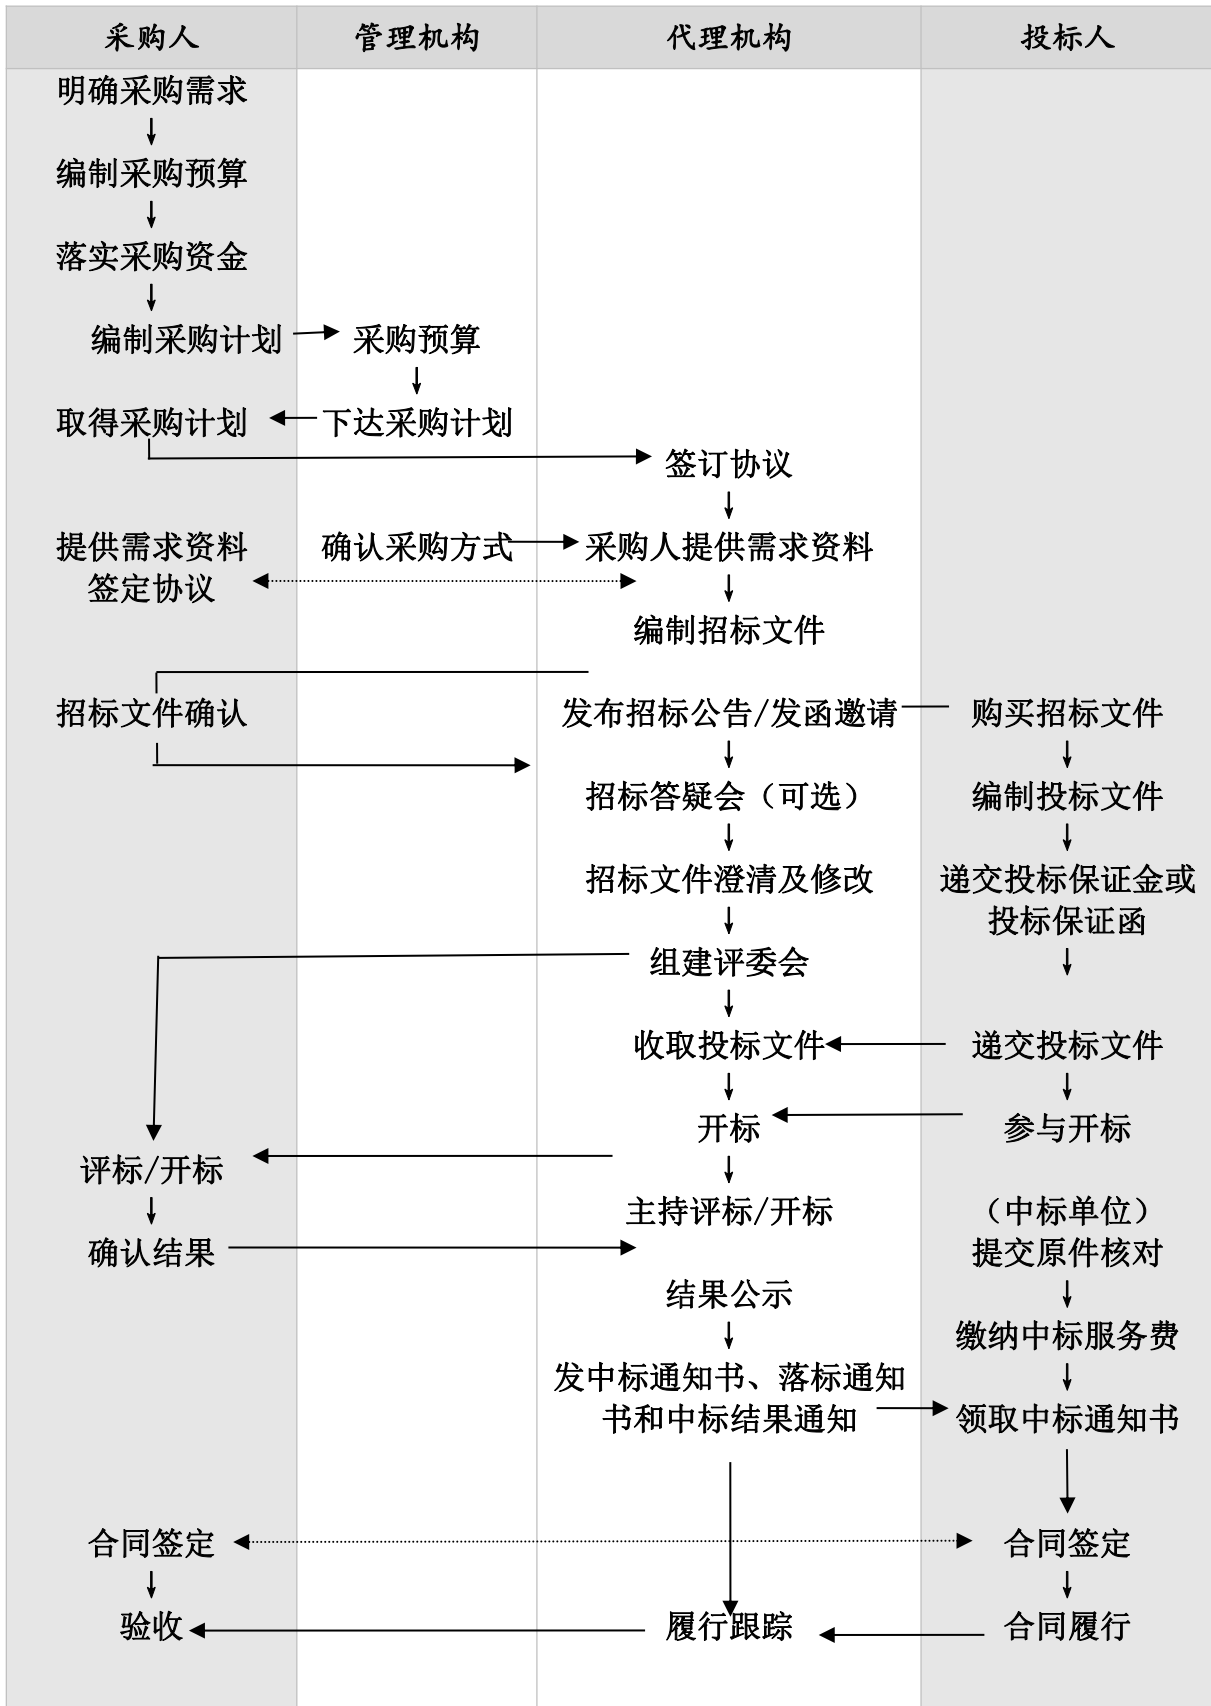 采购人 管理机构 代理机构 投标人
明确采购需求
编制采购预算
落实采购资金
编制采购计划 采购预算
取得采购计划 下达采购计划
签订协议
提供需求资料 确认采购方式 采购人提供需求资料
签定协议
编制招标文件
招标文件确认 发布招标公告/发函邀请 购买招标文件
招标答疑会（可选） 编制投标文件
招标文件澄清及修改 递交投标保证金或
投标保证函
组建评委会
收取投标文件 递交投标文件
开标 参与开标
评标/开标
主持评标/开标 （中标单位）
确认结果 提交原件核对
结果公示
缴纳中标服务费
发中标通知书、落标通知
书和中标结果通知 领取中标通知书
合同签定 合同签定
验收 履行跟踪 合同履行